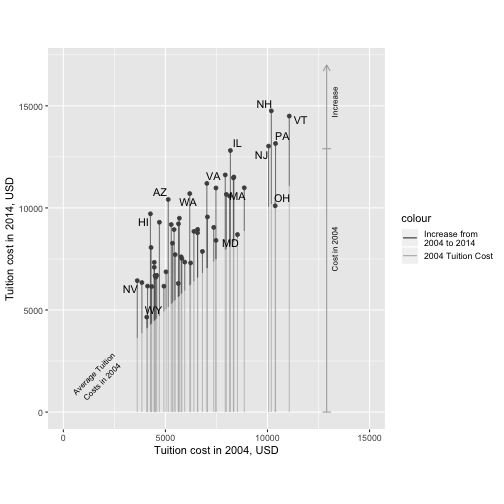 NH
VT
PA
NJ
IL
OH
VA
MA
AZ
WA
HI
MD
NV
WY
Average Tuition
Costs in 2004
Increase
Cost in 2004
15000
10000
5000
0
0
5000
10000
15000
Tuition cost in 2004, USD
Tuition cost in 2014, USD
colour
Increase from
2004 to 2014
2004 Tuition Cost